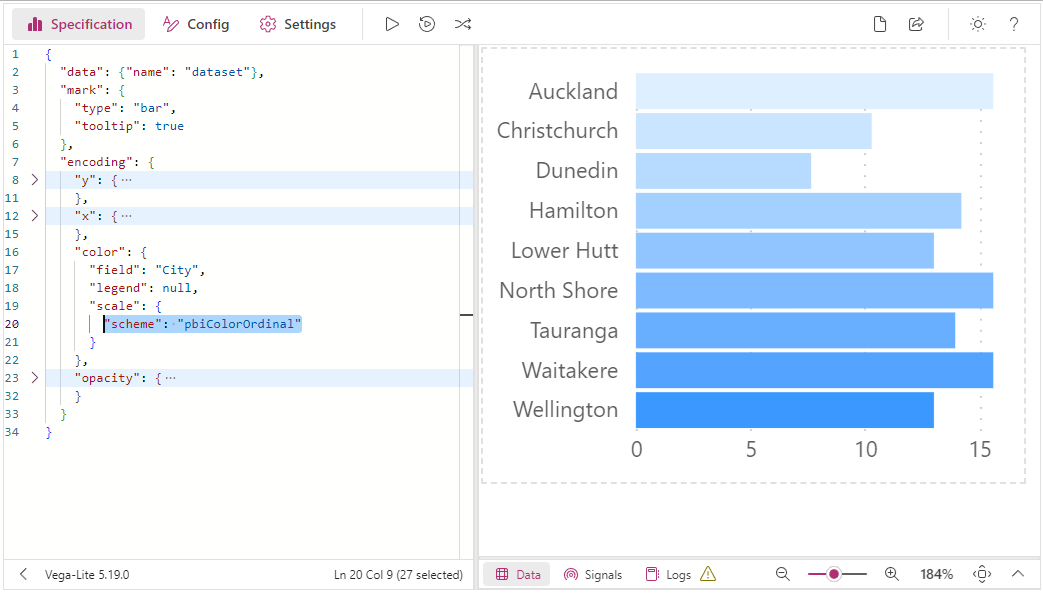 Specification Config Settings ?
1 {
2 "data": {"name": "dataset"},
3 "mark": {
4 "type": "bar",
5 "tooltip": true
6 },
7 "encoding": {
8 "y": { ···
11 },
12 "x": { ···
15 },
16 "color": {
17 "field": "City",
18 "legend": null,
19 "scale": {
20 "scheme": "pbiColorOrdinal"
21 }
22 },
23 "opacity": { ···
32 }
33 }
34 }
Auckland
Christchurch
Dunedin
Hamilton
Lower Hutt
North Shore
Tauranga
Waitakere
Wellington
0 5 10 15
Vega-Lite 5.19.0 Ln 20 Col 9 (27 selected)
Data Signals Logs 184%